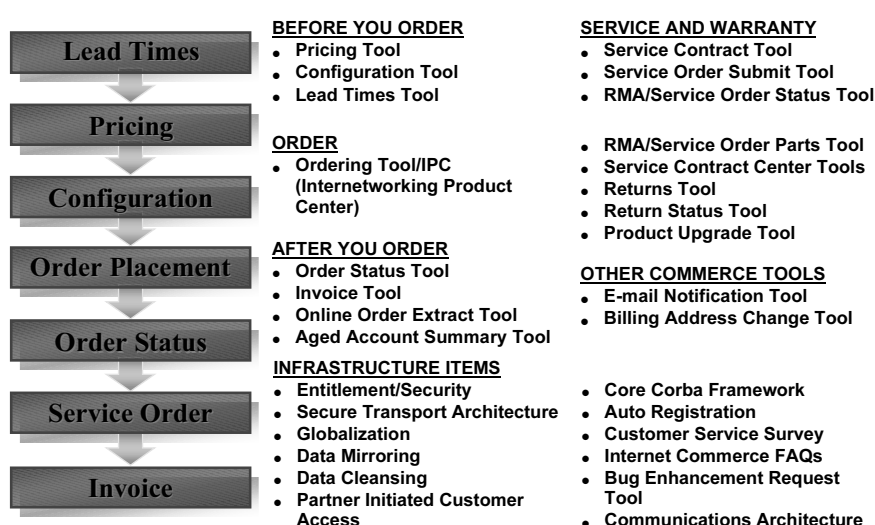 Lead Times
Pricing
Configuration
Order Placement
Order Status
Service Order
Invoice
BEFORE YOU ORDER
• Pricing Tool
• Configuration Tool
• Lead Times Tool
ORDER
• Ordering Tool/IPC
(Internetworking Product
Center)
AFTER YOU ORDER
• Order Status Tool
• Invoice Tool
• Online Order Extract Tool
• Aged Account Summary Tool
INFRASTRUCTURE ITEMS
• Entitlement/Security
• Secure Transport Architecture
• Globalization
• Data Mirroring
• Data Cleansing
• Partner Initiated Customer
Access
SERVICE AND WARRANTY
• Service Contract Tool
• Service Order Submit Tool
• RMA/Service Order Status Tool
• RMA/Service Order Parts Tool
• Service Contract Center Tools
• Returns Tool
• Return Status Tool
• Product Upgrade Tool
OTHER COMMERCE TOOLS
• E-mail Notification Tool
• Billing Address Change Tool
• Core Corba Framework
• Auto Registration
• Customer Service Survey
• Internet Commerce FAQs
• Bug Enhancement Request
Tool
• Communications Architecture